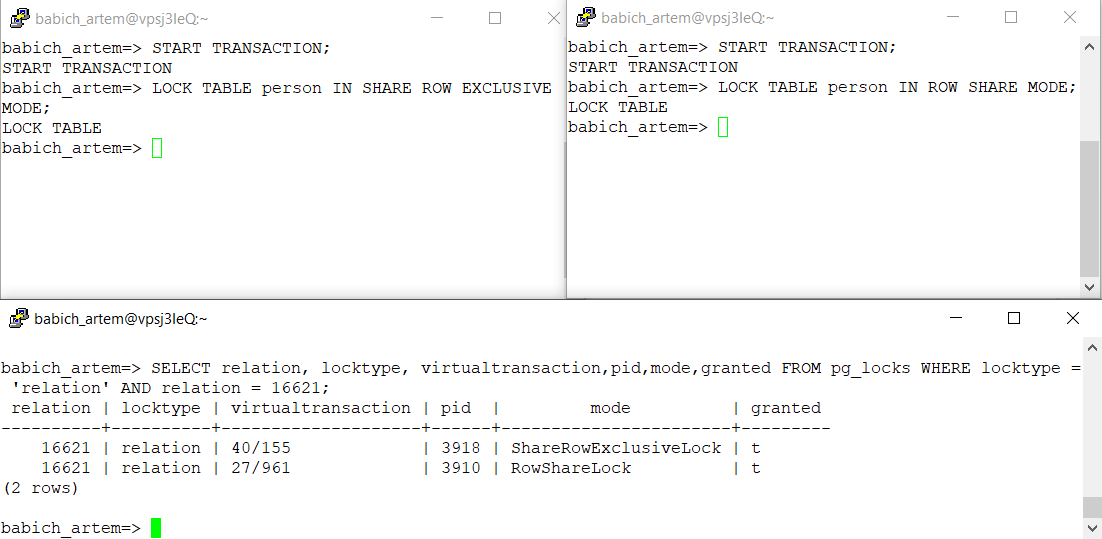 babich_artem@vpsj3IeQ:~
babich_artem=> START TRANSACTION;
START TRANSACTION
babich_artem=> LOCK TABLE person IN SHARE ROW EXCLUSIVE
MODE;
LOCK TABLE
babich_artem=>
babich_artem@vpsj3IeQ:~
babich_artem=> START TRANSACTION;
START TRANSACTION
babich_artem=> LOCK TABLE person IN ROW SHARE MODE;
LOCK TABLE
babich_artem=>
babich_artem@vpsj3IeQ:~
babich_artem=> SELECT relation, locktype, virtualtransaction,pid,mode,granted FROM pg_locks WHERE locktype =
 'relation' AND relation = 16621;
 relation | locktype | virtualtransaction | pid  |         mode          | granted
----------+----------+--------------------+------+-----------------------+---------
    16621 | relation | 40/155             | 3918 | ShareRowExclusiveLock | t
    16621 | relation | 27/961             | 3910 | RowShareLock          | t
(2 rows)
babich_artem=>